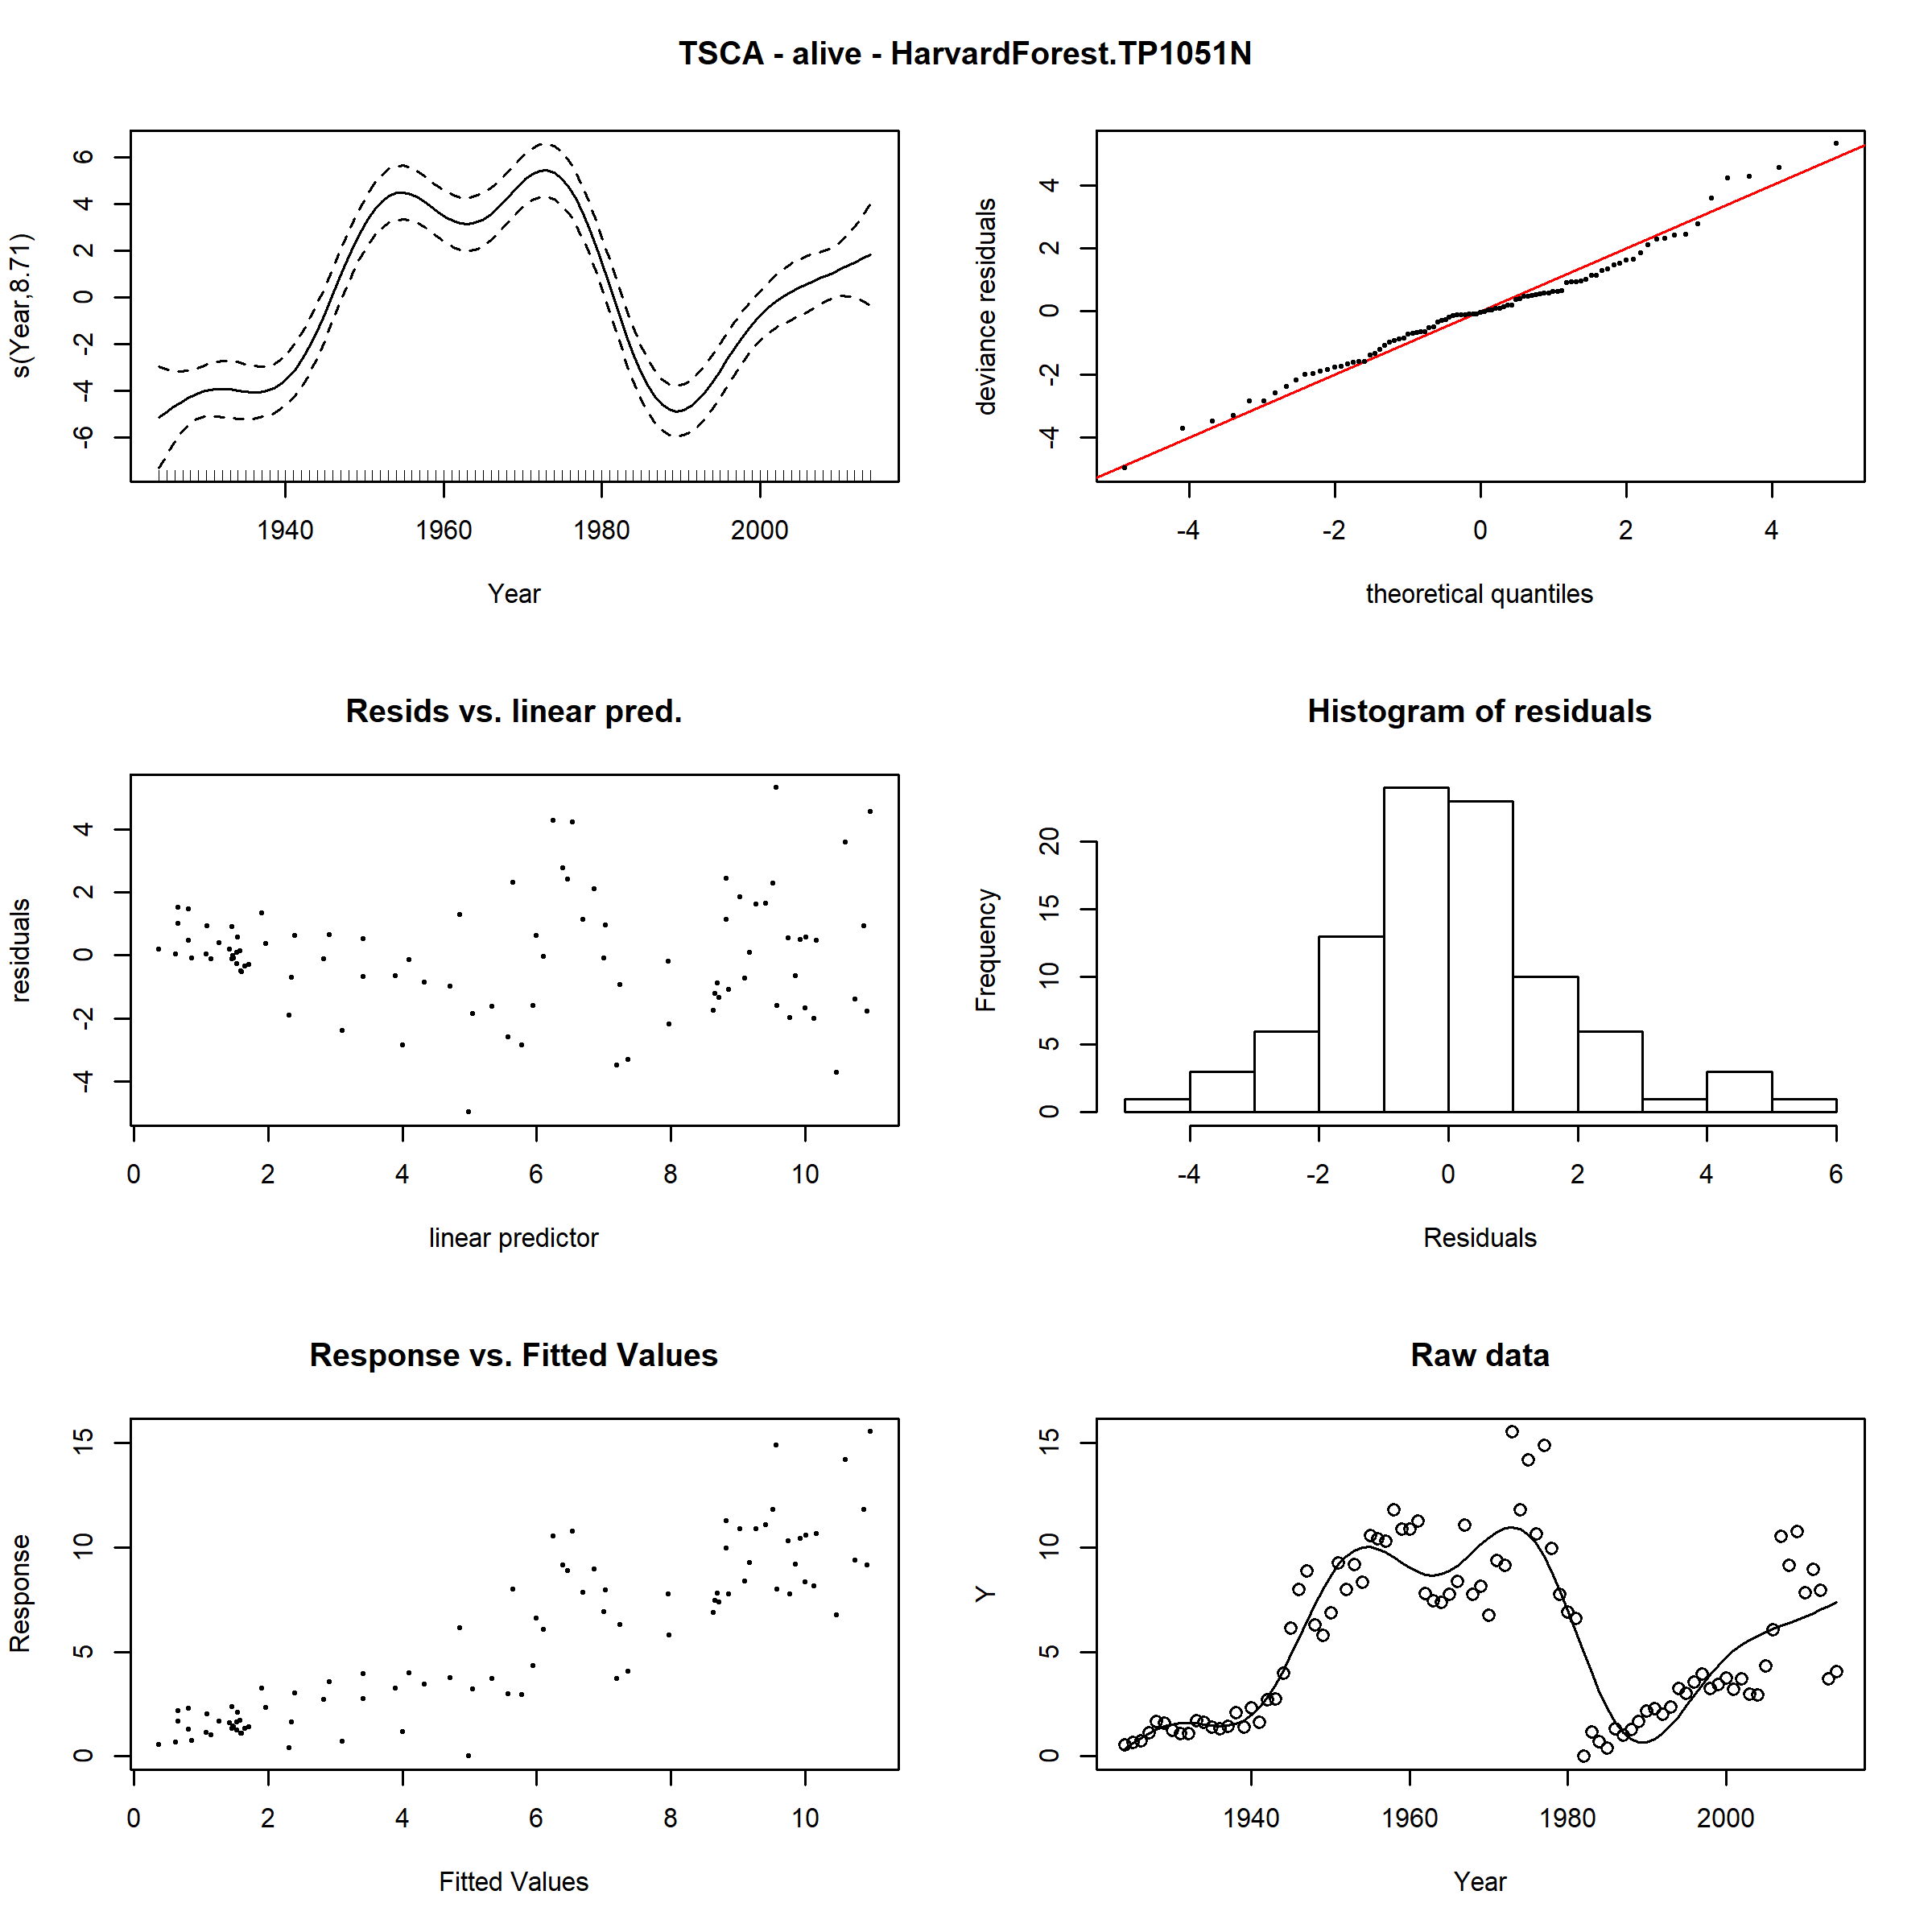 TSCA - alive - HarvardForest.TP1051N
s(Year,8.71)
6
4
2
0
-2
-4
-6
1940 1960 1980 2000
Year
deviance residuals
4
2
0
-2
-4
-4 -2 0 2 4
theoretical quantiles
Resids vs. linear pred.
residuals
4
2
0
-2
-4
0 2 4 6 8 10
linear predictor
Histogram of residuals
Frequency
20
15
10
5
0
-4 -2 0 2 4 6
Residuals
Response vs. Fitted Values
Response
15
10
5
0
0 2 4 6 8 10
Fitted Values
Raw data
Y
15
10
5
0
1940 1960 1980 2000
Year